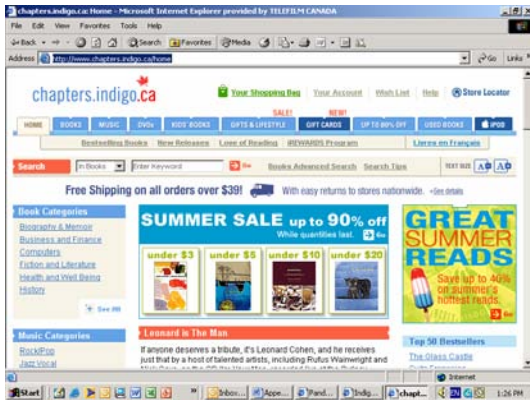 chapters.indigo.ca: Home - Microsoft Internet Explorer provided by TELEFILM CANADA
File Edit View Favorites Tools Help
Back Search Favorites Media
Address http://www.chapters.indigo.ca/home Go Links
chapters.indigo.ca
Your Shopping Bag Your Account Wish List Help Store Locator
SALE! NEW!
HOME BOOKS MUSIC DVDs KIDS' BOOKS GIFTS & LIFESTYLE GIFT CARDS UP TO 80% OFF USED BOOKS iPOD
Bestselling Books New Releases Love of Reading iREWARDS Program Livres en Français
Search In Books Enter Keyword Go Books Advanced Search Search Tips TEXT SIZE A A
Free Shipping on all orders over $39! With easy returns to stores nationwide. See details
Book Categories
Biography & Memoir
Business and Finance
Computers
Fiction and Literature
Health and Well Being
History
See All
Music Categories
Rock/Pop
Jazz Vocal
SUMMER SALE up to 90% off
While quantities last. Go
under $3 under $5 under $10 under $20
Leonard is The Man
If anyone deserves a tribute, it's Leonard Cohen, and he receives
just that by a host of talented artists, including Rufus Wainwright and
GREAT
SUMMER
READS
Save up to 40%
on summer's
hottest reads.
Go
Top 50 Bestsellers
The Glass Castle
Internet
Start Inbox... Appe... Pand... Indig... chapt... EN 1:26 PM